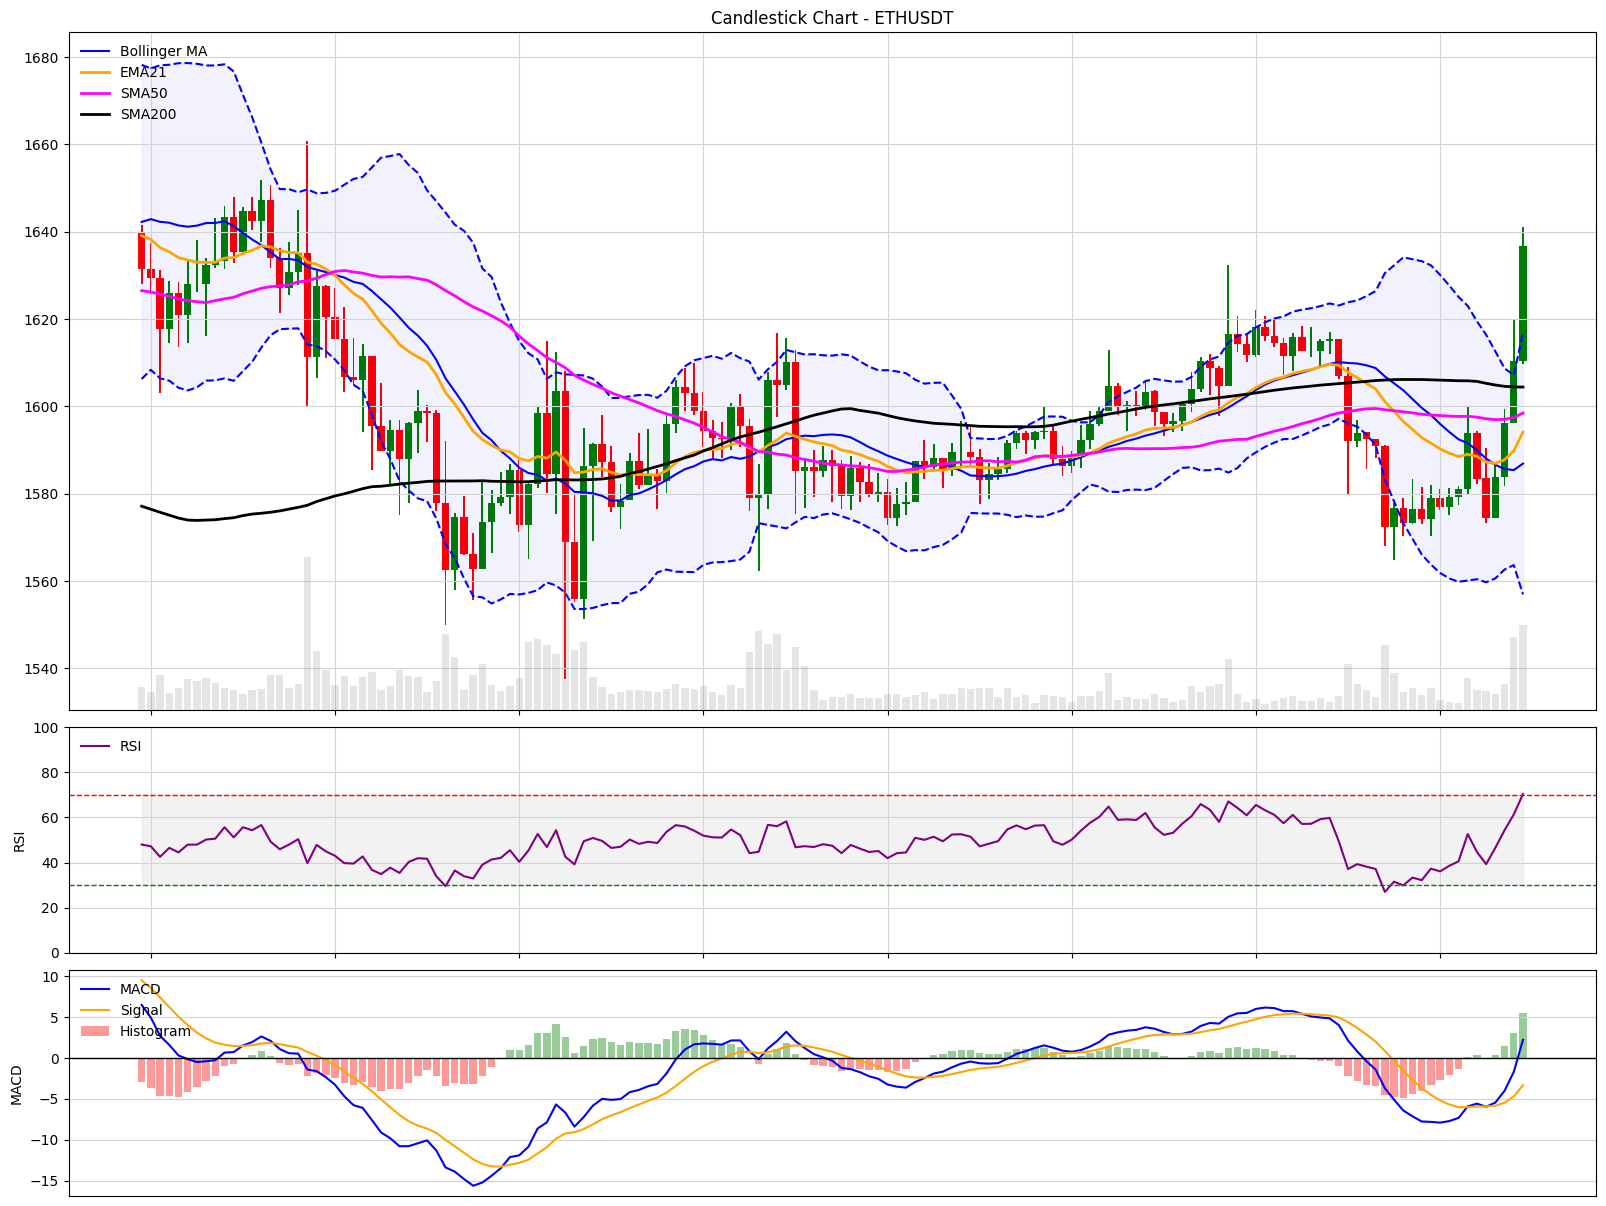 Candlestick Chart - ETHUSDT
Bollinger MA
EMA21
SMA50
SMA200
1680
1660
1640
1620
1600
1580
1560
1540
RSI
RSI
100
80
60
40
20
0
MACD
Signal
Histogram
MACD
10
5
0
−5
−10
−15